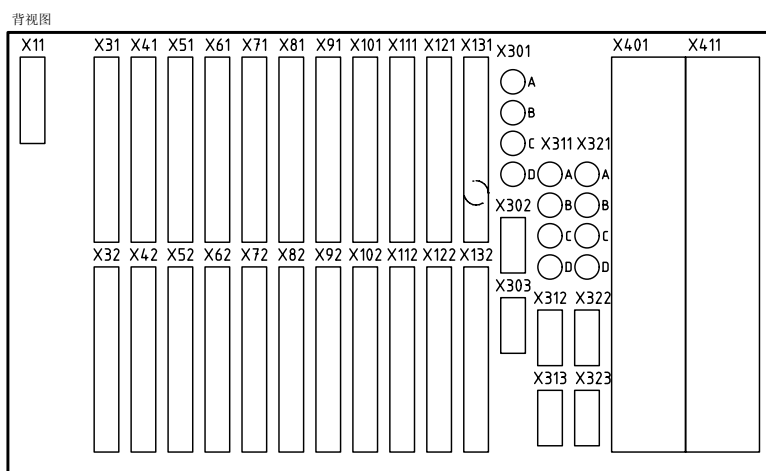 背视图
X11 X31 X41 X51 X61 X71 X81 X91 X101 X111 X121 X131 X301 X401 X411
A
B
C X311 X321
D A A
X302 B B
C C
X32 X42 X52 X62 X72 X82 X92 X102 X112 X122 X132 D D
X303 X312 X322
X313 X323